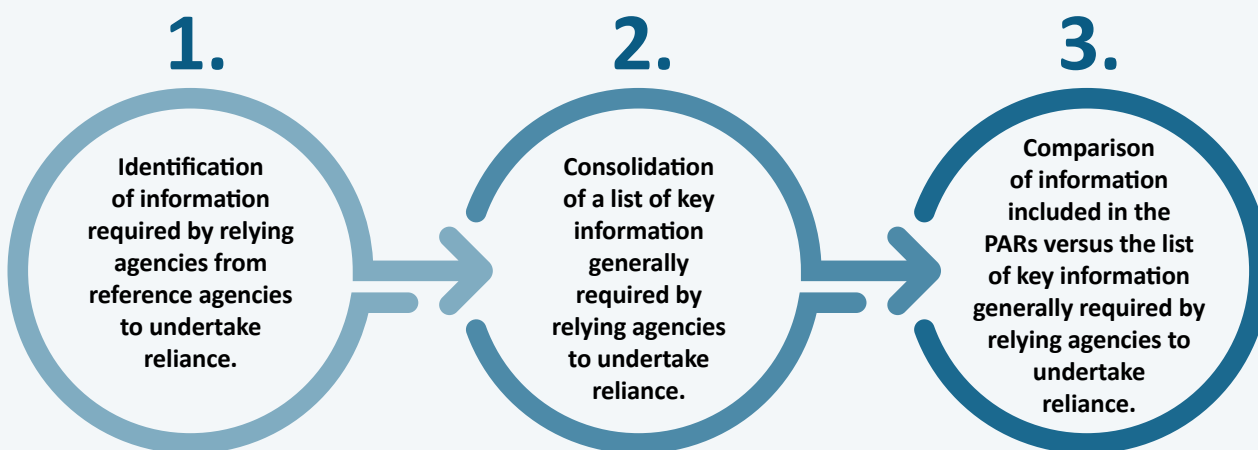 1.
Identification
of information
required by relying
agencies from
reference agencies
to undertake
reliance.
2.
Consolidation
of a list of key
information
generally
required by
relying agencies
to undertake
reliance.
3.
Comparison
of information
included in the
PARs versus the list
of key information
generally required by
relying agencies to
undertake
reliance.